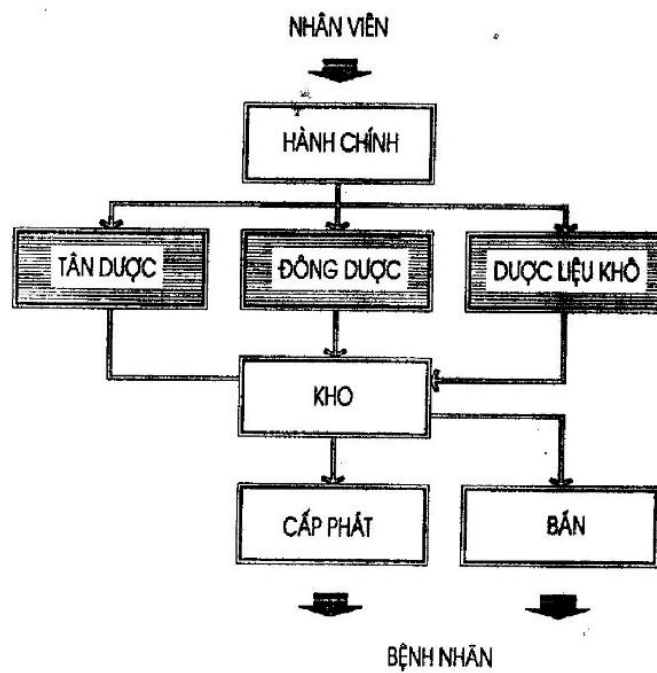 NHÂN VIÊN
HÀNH CHÍNH
TÂN DƯỢC
ĐÔNG DƯỢC
DƯỢC LIỆU KHÔ
KHO
CẤP PHÁT
BÁN
BỆNH NHÂN